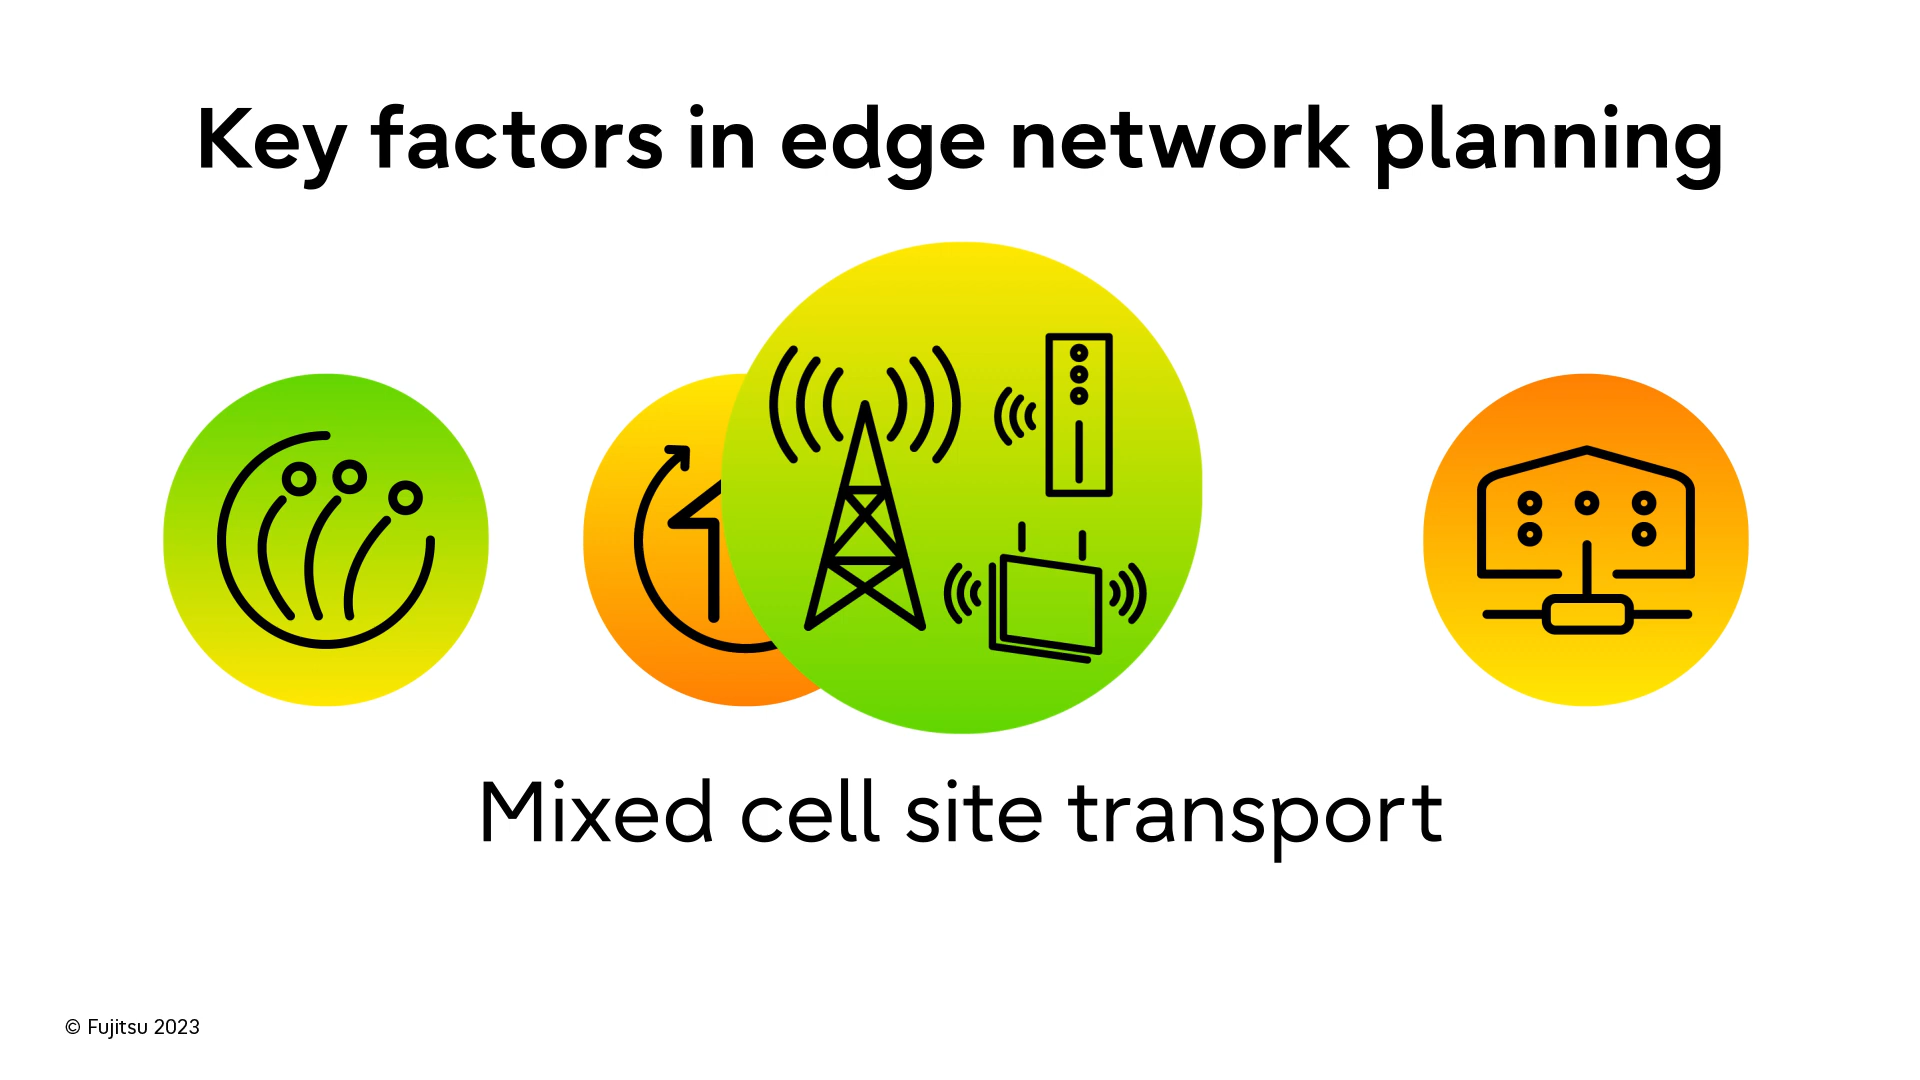 Key factors in edge network planning
Mixed cell site transport
© Fujitsu 2023